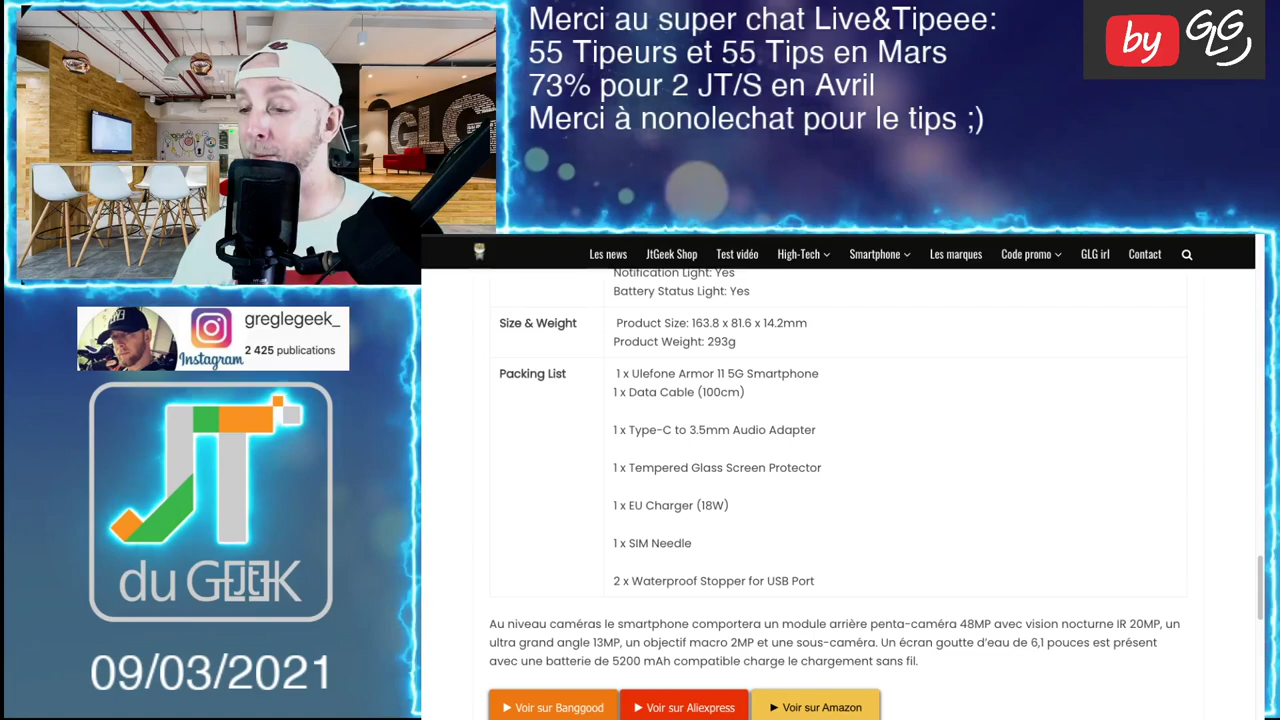 Merci au super chat Live&Tipeee:
55 Tipeurs et 55 Tips en Mars
73% pour 2 JT/S en Avril
Merci à nonolechat pour le tips ;)
by GLG
GLG
Les news JtGeek Shop Test vidéo High-Tech Smartphone Les marques Code promo GLG irl Contact
Notification Light: Yes
Battery Status Light: Yes
Size & Weight
Product Size: 163.8 x 81.6 x 14.2mm
Product Weight: 293g
Packing List
1 x Ulefone Armor 11 5G Smartphone
1 x Data Cable (100cm)
1 x Type-C to 3.5mm Audio Adapter
1 x Tempered Glass Screen Protector
1 x EU Charger (18W)
1 x SIM Needle
2 x Waterproof Stopper for USB Port
Au niveau caméras le smartphone comportera un module arrière penta-caméra 48MP avec vision nocturne IR 20MP, un
ultra grand angle 13MP, un objectif macro 2MP et une sous-caméra. Un écran goutte d'eau de 6,1 pouces est présent
avec une batterie de 5200 mAh compatible charge le chargement sans fil.
Voir sur Banggood
Voir sur Aliexpress
Voir sur Amazon
Instagram
greglegeek_
2 425 publications
JT
du GEEK
09/03/2021